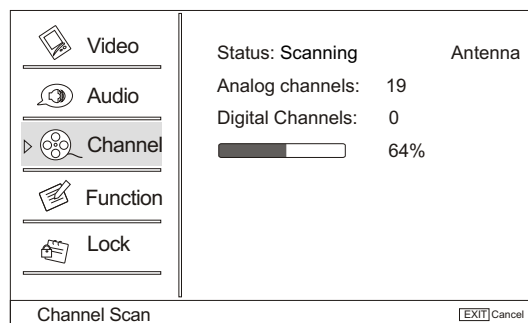 Video
Audio
Channel
Function
Lock
Status: Scanning Antenna
Analog channels: 19
Digital Channels: 0
64%
Channel Scan
EXIT Cancel